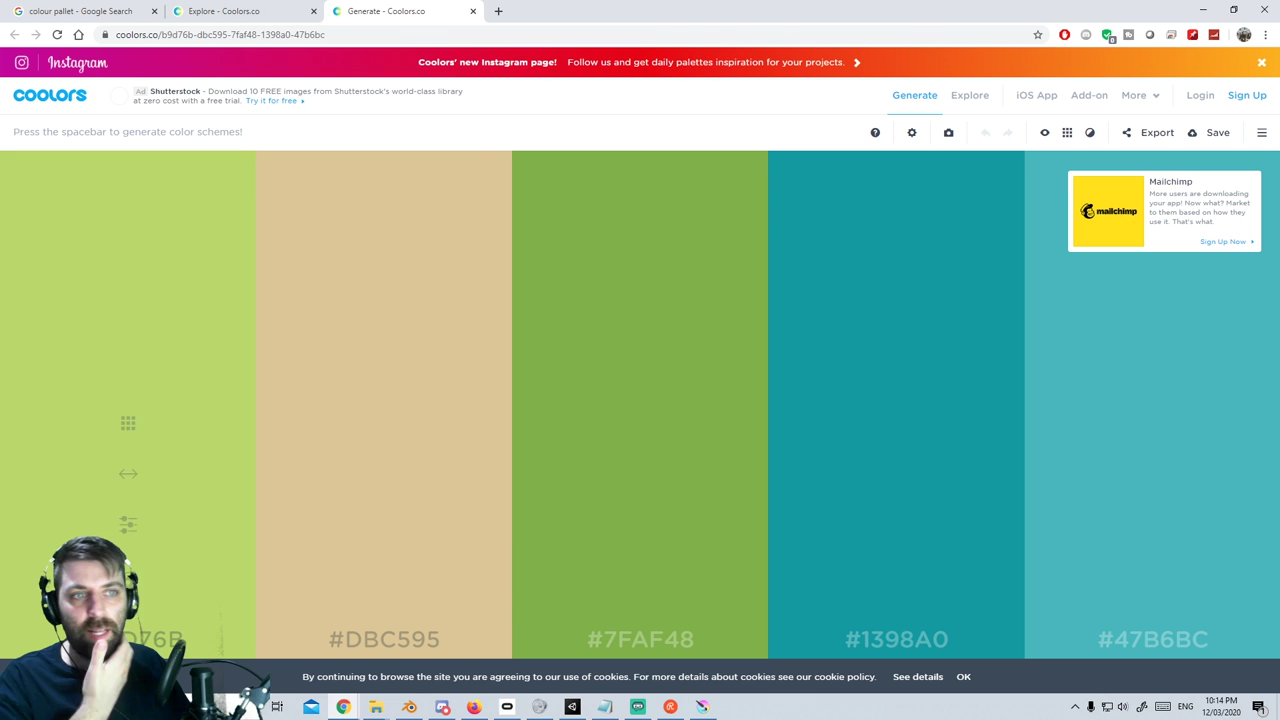 colour pallet - Google Search
Explore - Coolors.co
Generate - Coolors.co
coolors.co/b9d76b-dbc595-7faf48-1398a0-47b6bc
Instagram
Coolors' new Instagram page! Follow us and get daily palettes inspiration for your projects.
coolors
Ad Shutterstock - Download 10 FREE images from Shutterstock's world-class library
at zero cost with a free trial. Try it for free
Generate
Explore
iOS App
Add-on
More
Login
Sign Up
Press the spacebar to generate color schemes!
Export
Save
Mailchimp
More users are downloading
your app! Now what? Market
to them based on how they
use it. That's what.
Sign Up Now
mailchimp
D76B
#DBC595
#7FAF48
#1398A0
#47B6BC
By continuing to browse the site you are agreeing to our use of cookies. For more details about cookies see our cookie policy.
See details
OK
ENG
10:14 PM
12/03/2020